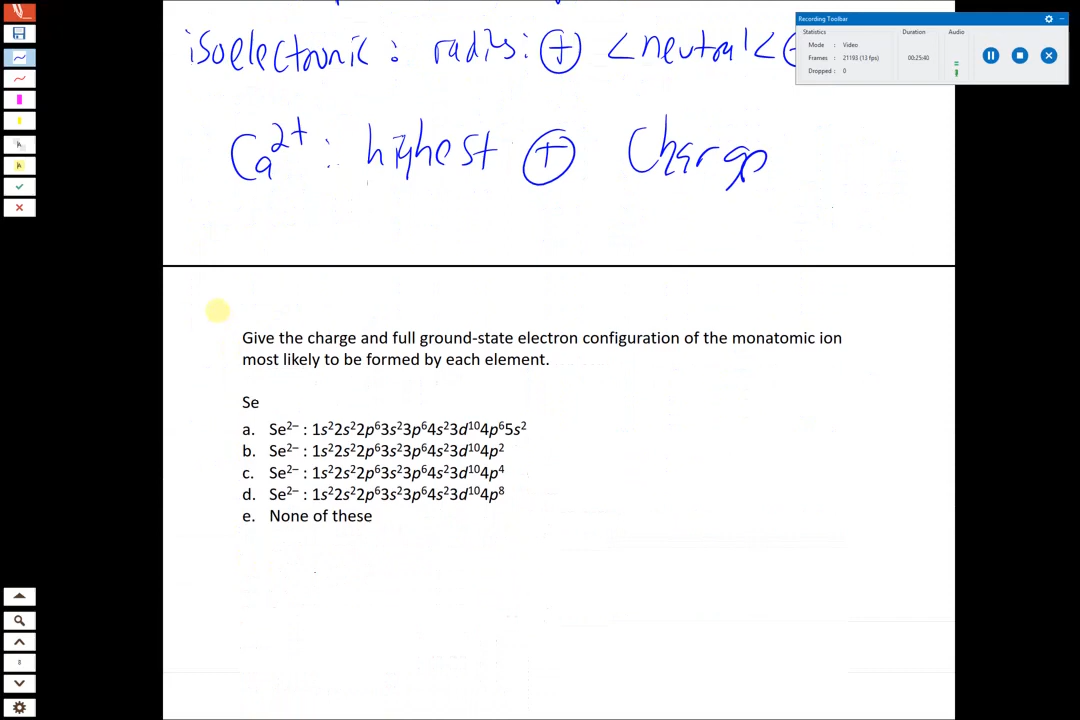 isoelectronic : radius: ⊕ < neutral <
Ca²⁺ : highest ⊕ Charge
Recording Toolbar
Statistics
Duration
Audio
Mode : Video
Frames : 21193 (13 fps)
00:25:40
Dropped : 0
Give the charge and full ground-state electron configuration of the monatomic ion
most likely to be formed by each element.
Se
a. Se²⁻ : 1s²2s²2p⁶3s²3p⁶4s²3d¹⁰4p⁶5s²
b. Se²⁻ : 1s²2s²2p⁶3s²3p⁶4s²3d¹⁰4p²
c. Se²⁻ : 1s²2s²2p⁶3s²3p⁶4s²3d¹⁰4p⁴
d. Se²⁻ : 1s²2s²2p⁶3s²3p⁶4s²3d¹⁰4p⁸
e. None of these
8